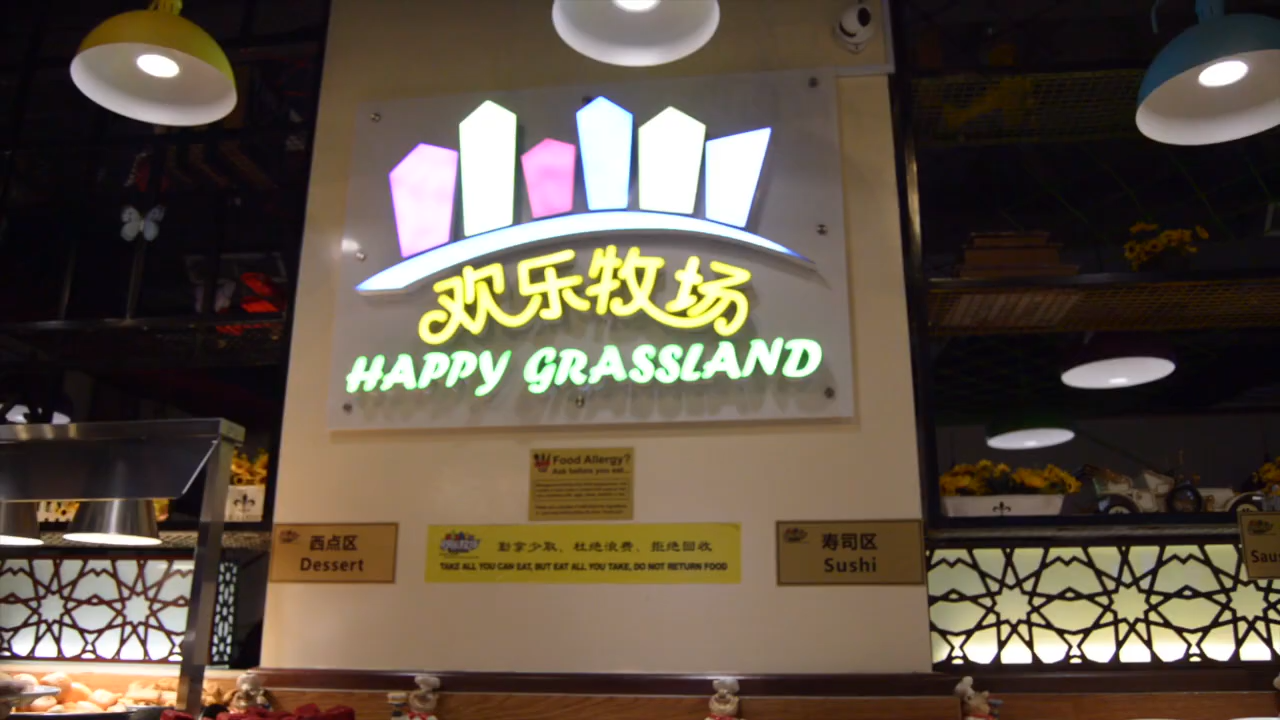 欢乐牧场
HAPPY GRASSLAND
Food Allergy?
Ask before you eat...
西点区
Dessert
勤拿少取、杜绝浪费、拒绝回收
TAKE ALL YOU CAN EAT, BUT EAT ALL YOU TAKE, DO NOT RETURN FOOD
寿司区
Sushi